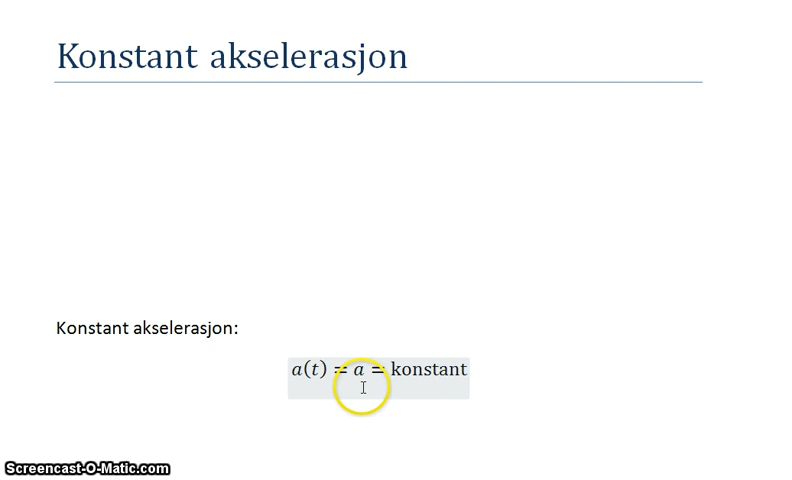 Konstant akselerasjon
Konstant akselerasjon:
a(t) = a = konstant
Screencast-O-Matic.com